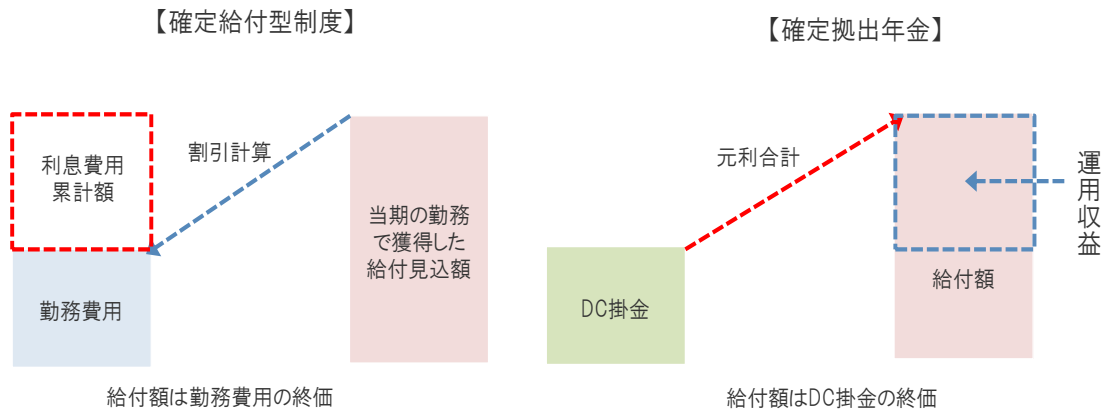 【確定給付型制度】
利息費用
累計額
割引計算
当期の勤務
で獲得した
給付見込額
勤務費用
給付額は勤務費用の終価
【確定拠出年金】
元利合計
運用収益
給付額
DC掛金
給付額はDC掛金の終価